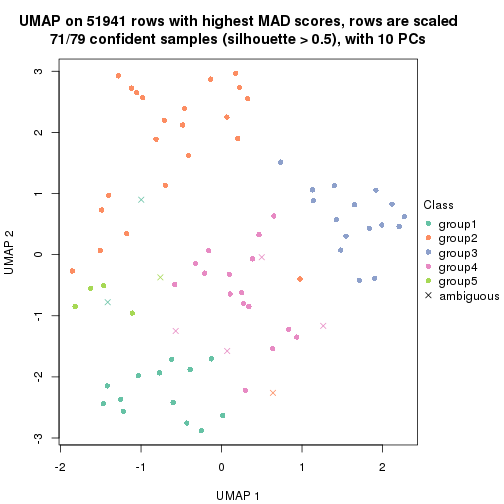 UMAP on 51941 rows with highest MAD scores, rows are scaled
71/79 confident samples (silhouette > 0.5), with 10 PCs
3
2
1
0
-1
-2
-3
UMAP 2
-2
-1
0
1
2
UMAP 1
Class
group1
group2
group3
group4
group5
ambiguous